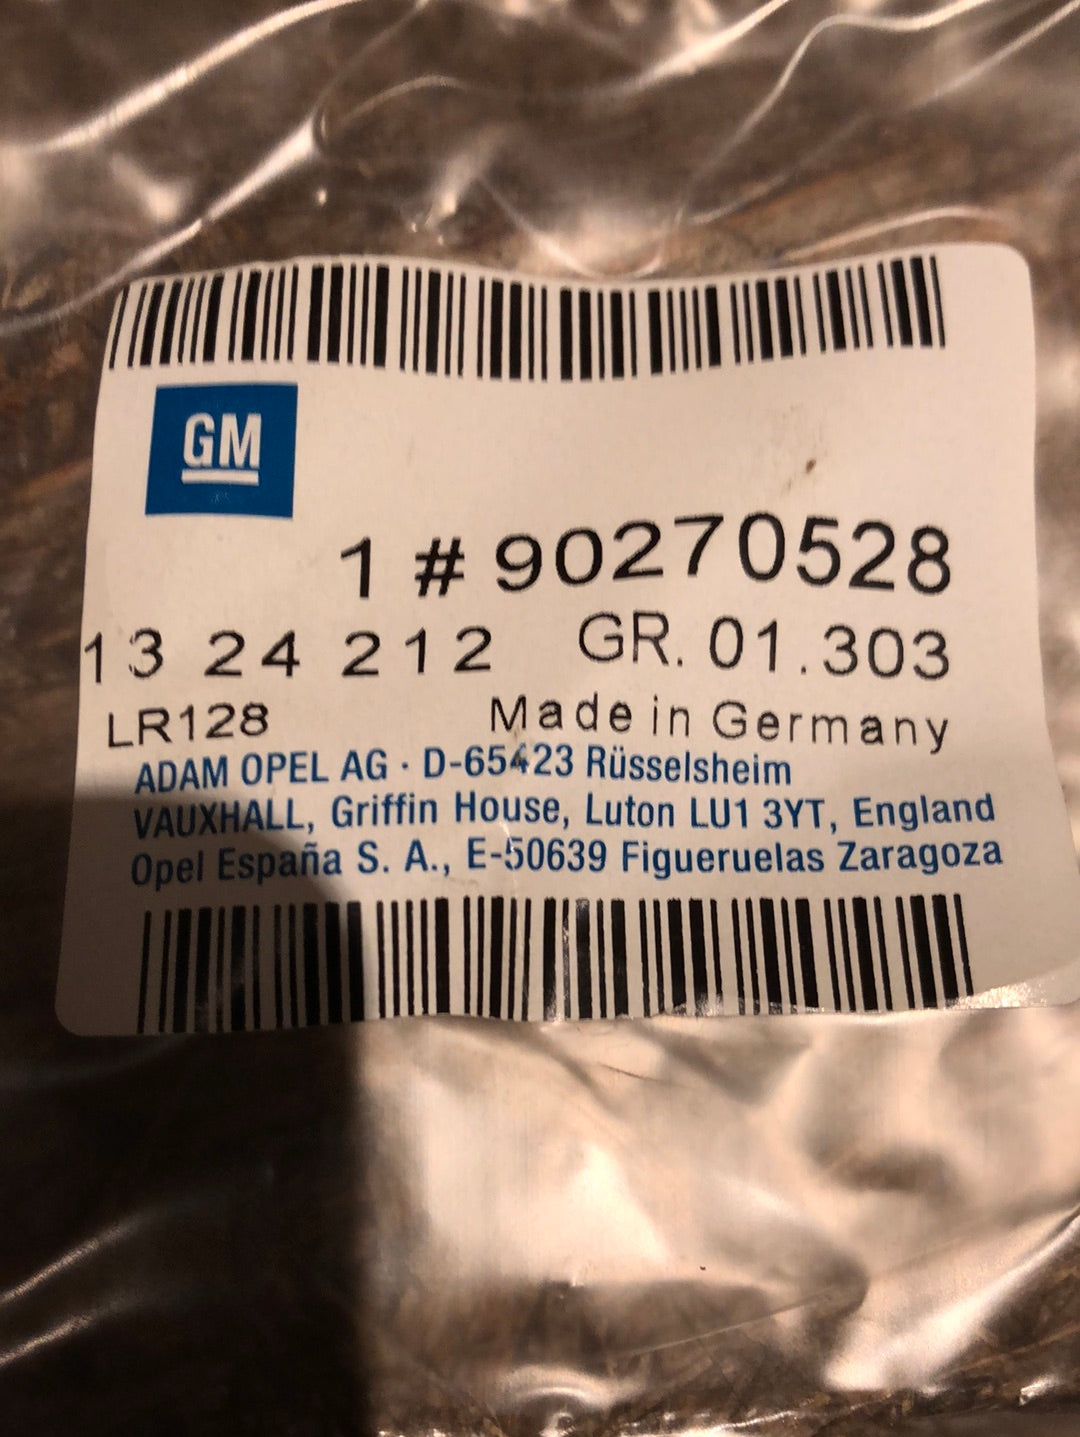 GM
1 # 90270528
13 24 212 GR. 01.303
LR128 Made in Germany
ADAM OPEL AG · D-65423 Rüsselsheim
VAUXHALL, Griffin House, Luton LU1 3YT, England
Opel España S. A., E-50639 Figueruelas Zaragoza